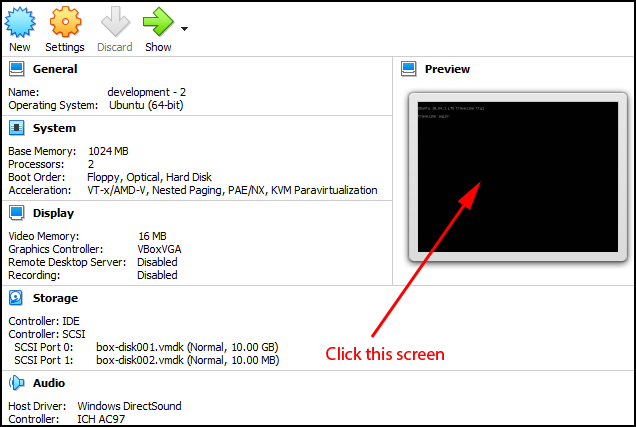 New Settings Discard Show
General
Name: development - 2
Operating System: Ubuntu (64-bit)
System
Base Memory: 1024 MB
Processors: 2
Boot Order: Floppy, Optical, Hard Disk
Acceleration: VT-x/AMD-V, Nested Paging, PAE/NX, KVM Paravirtualization
Display
Video Memory: 16 MB
Graphics Controller: VBoxVGA
Remote Desktop Server: Disabled
Recording: Disabled
Storage
Controller: IDE
Controller: SCSI
SCSI Port 0: box-disk001.vmdk (Normal, 10.00 GB)
SCSI Port 1: box-disk002.vmdk (Normal, 10.00 MB)
Audio
Host Driver: Windows DirectSound
Controller: ICH AC97
Preview
Click this screen